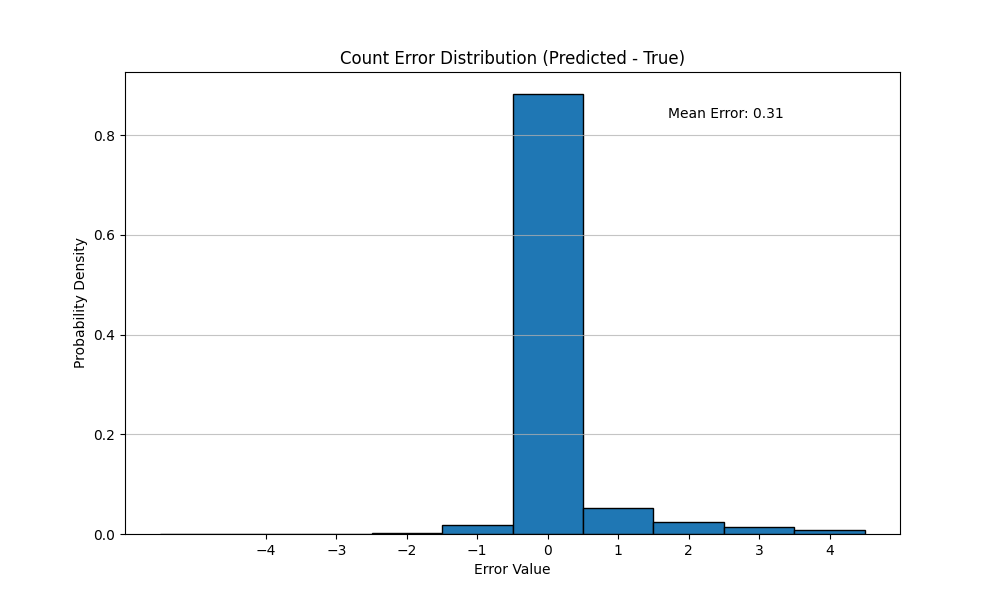 Count Error Distribution (Predicted - True)
Mean Error: 0.31
0.8
0.6
0.4
0.2
0.0
Probability Density
−4 −3 −2 −1 0 1 2 3 4
Error Value